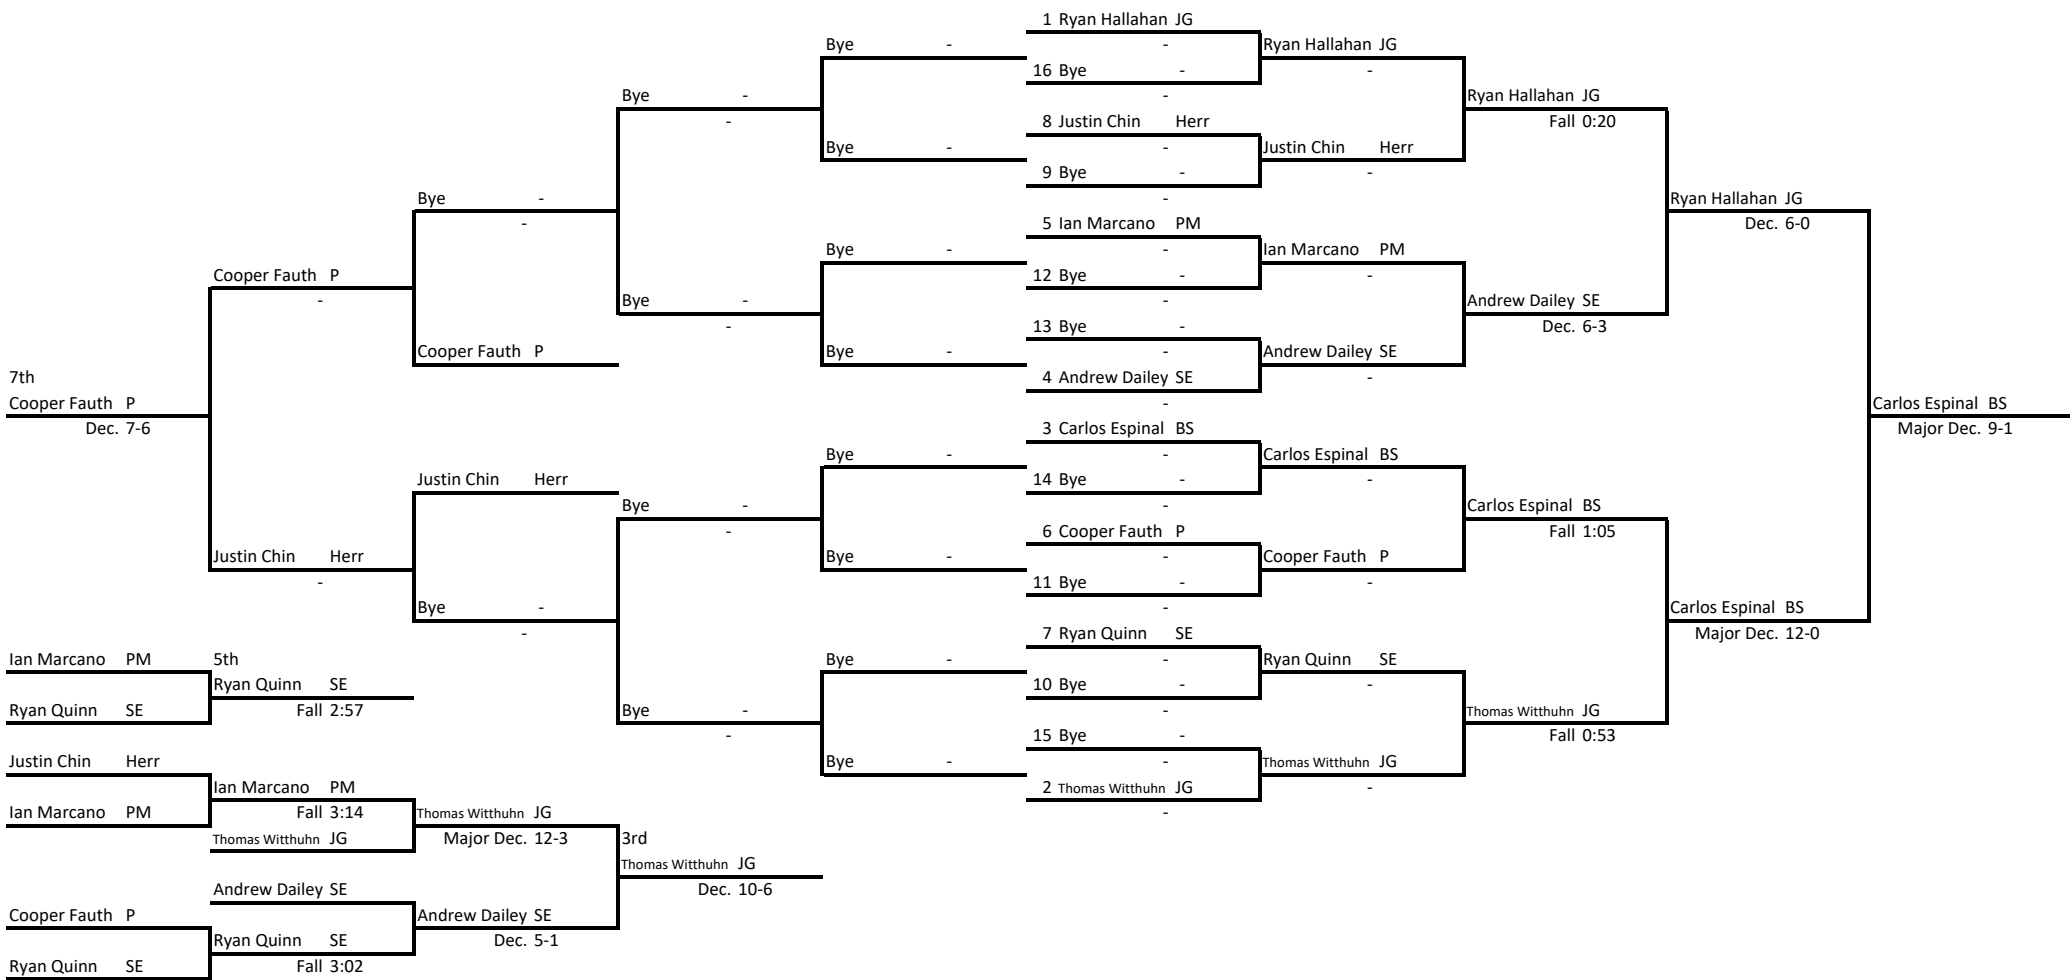 1 Ryan Hallahan JG
Bye - - Ryan Hallahan JG
16 Bye - -
Bye - - Ryan Hallahan JG
- 8 Justin Chin Herr Fall 0:20
Bye - - Justin Chin Herr
9 Bye - -
Bye - - Ryan Hallahan JG
- 5 Ian Marcano PM Dec. 6-0
Bye - - Ian Marcano PM
Cooper Fauth P 12 Bye - -
- Bye - - Andrew Dailey SE
- 13 Bye - Dec. 6-3
Cooper Fauth P Bye - - Andrew Dailey SE
7th 4 Andrew Dailey SE -
Cooper Fauth P - Carlos Espinal BS
Dec. 7-6 3 Carlos Espinal BS Major Dec. 9-1
Bye - - Carlos Espinal BS
Justin Chin Herr 14 Bye - -
Bye - - Carlos Espinal BS
- 6 Cooper Fauth P Fall 1:05
Justin Chin Herr Bye - - Cooper Fauth P
- 11 Bye - -
Bye - - Carlos Espinal BS
- 7 Ryan Quinn SE Major Dec. 12-0
Ian Marcano PM 5th Bye - - Ryan Quinn SE
Ryan Quinn SE 10 Bye - -
Ryan Quinn SE Fall 2:57 Bye - - Thomas Witthuhn JG
- 15 Bye - Fall 0:53
Justin Chin Herr Bye - - Thomas Witthuhn JG
Ian Marcano PM 2 Thomas Witthuhn JG -
Ian Marcano PM Fall 3:14 Thomas Witthuhn JG -
Thomas Witthuhn JG Major Dec. 12-3 3rd
Thomas Witthuhn JG
Andrew Dailey SE Dec. 10-6
Cooper Fauth P Andrew Dailey SE
Ryan Quinn SE Dec. 5-1
Ryan Quinn SE Fall 3:02